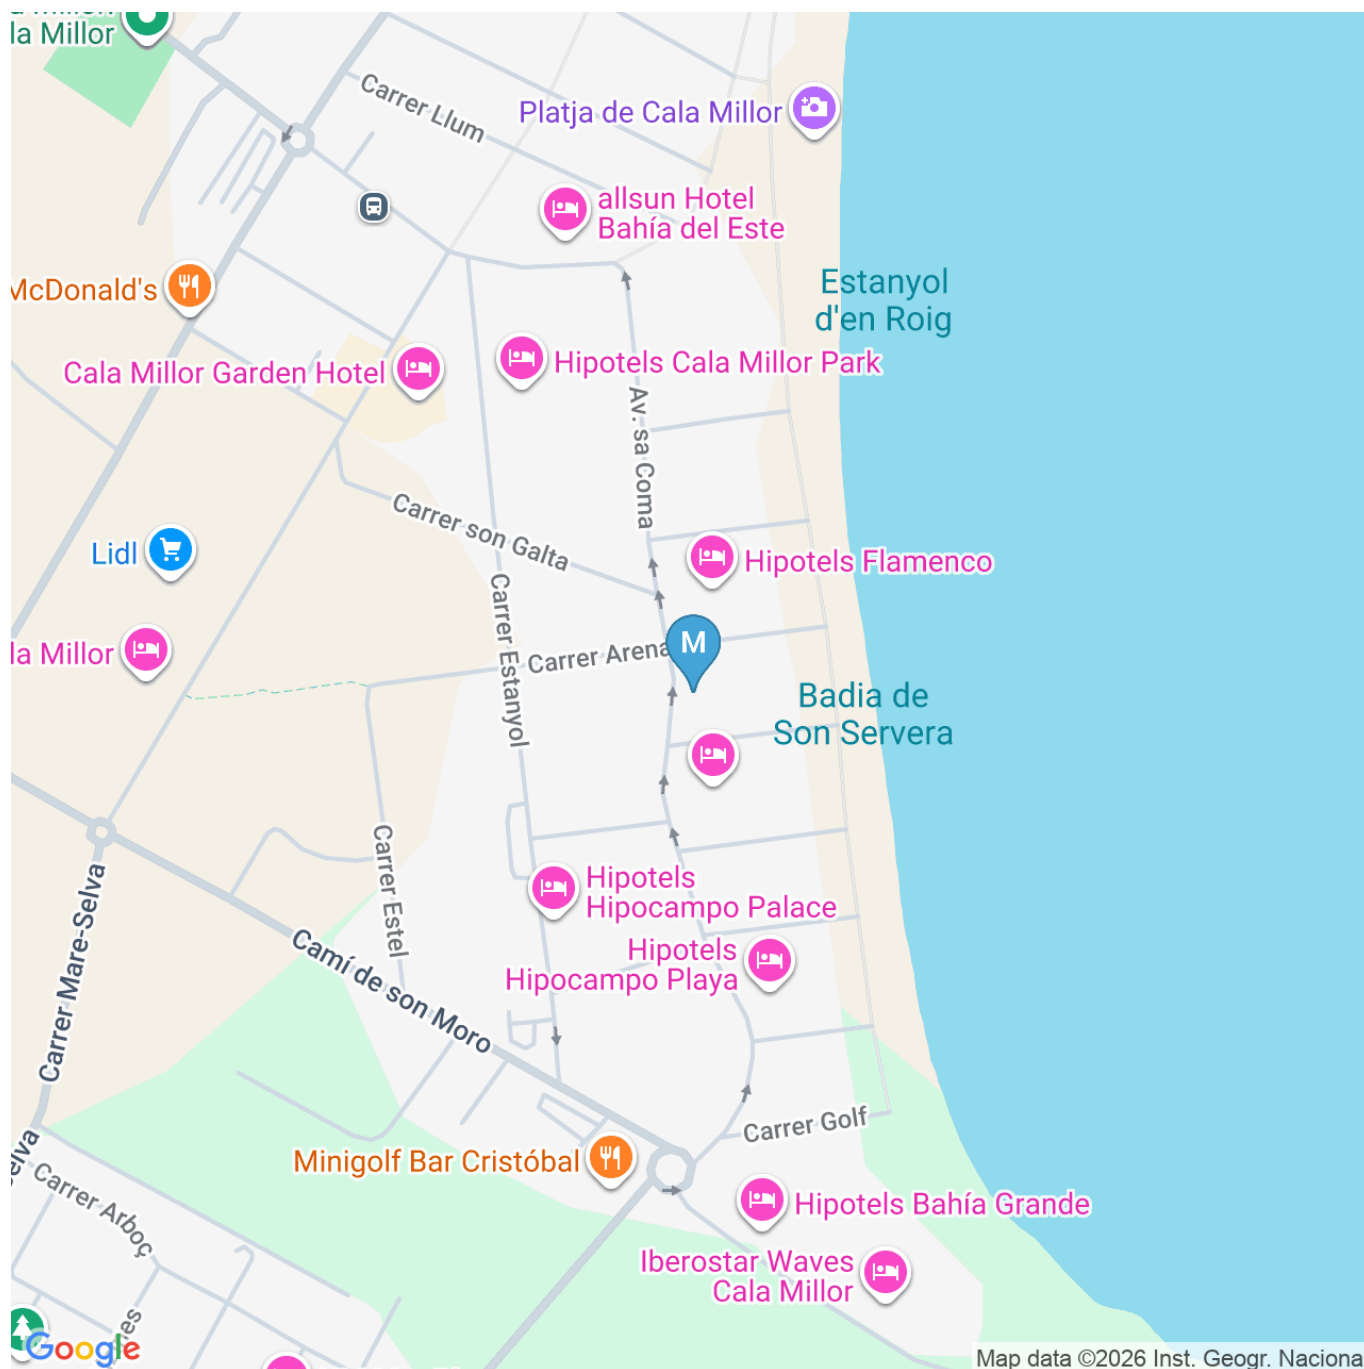 la Millor
Carrer Llum
Platja de Cala Millor
allsun Hotel
Bahía del Este
Estanyol
d'en Roig
McDonald's
Cala Millor Garden Hotel
Hipotels Cala Millor Park
Av. sa Coma
Carrer son Galta
Lidl
Hipotels Flamenco
Carrer Estanyol
la Millor
Carrer Arena
M
Badia de
Son Servera
Carrer Estel
Hipotels
Hipocampo Palace
Carrer Mare-Selva
Camí de son Moro
Hipotels
Hipocampo Playa
Carrer Golf
Minigolf Bar Cristóbal
Carrer Arboç
Hipotels Bahía Grande
Iberostar Waves
Cala Millor
Google
Map data ©2026 Inst. Geogr. Naciona